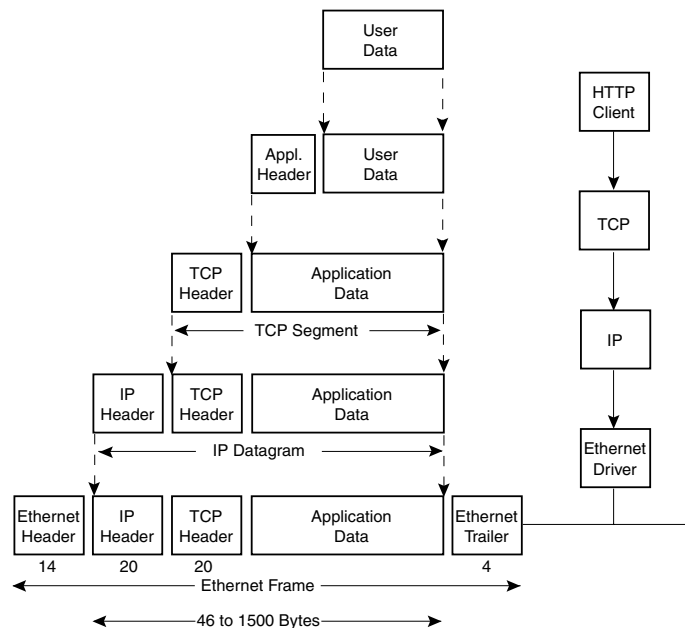 User
Data
HTTP
Client
Appl.
Header
User
Data
TCP
TCP
Header
Application
Data
TCP Segment
IP
IP
Header
TCP
Header
Application
Data
IP Datagram
Ethernet
Driver
Ethernet
Header
IP
Header
TCP
Header
Application
Data
Ethernet
Trailer
14
20
20
4
Ethernet Frame
46 to 1500 Bytes